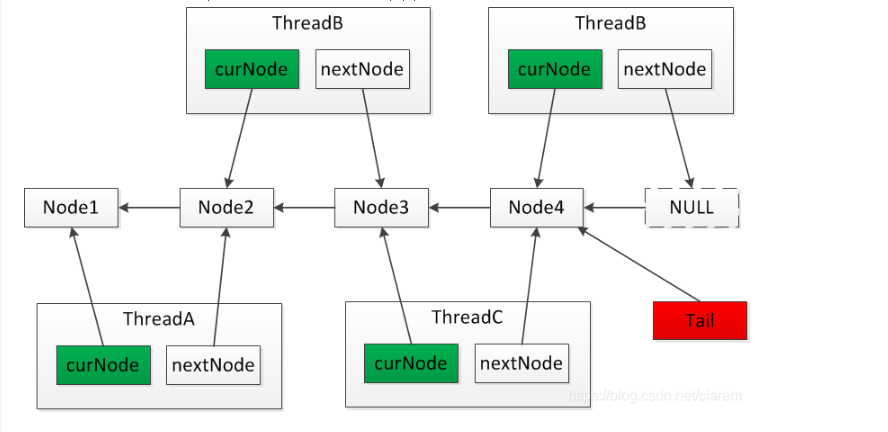 ThreadB
ThreadB
curNode
nextNode
curNode
nextNode
Node1
Node2
Node3
Node4
NULL
ThreadA
ThreadC
Tail
curNode
nextNode
curNode
nextNode
https://blog.csdn.net/claram